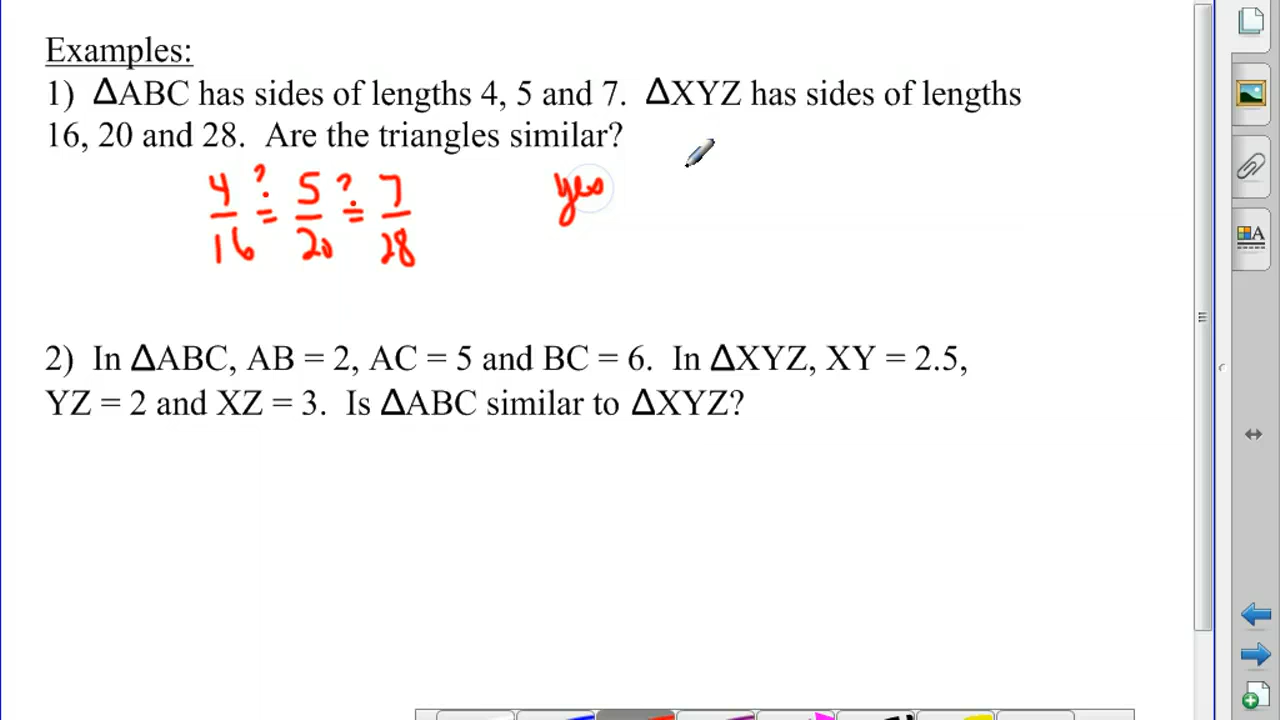 Examples:
1) ΔABC has sides of lengths 4, 5 and 7. ΔXYZ has sides of lengths
16, 20 and 28. Are the triangles similar?
4/16 ?= 5/20 ?= 7/28 yes
2) In ΔABC, AB = 2, AC = 5 and BC = 6. In ΔXYZ, XY = 2.5,
YZ = 2 and XZ = 3. Is ΔABC similar to ΔXYZ?